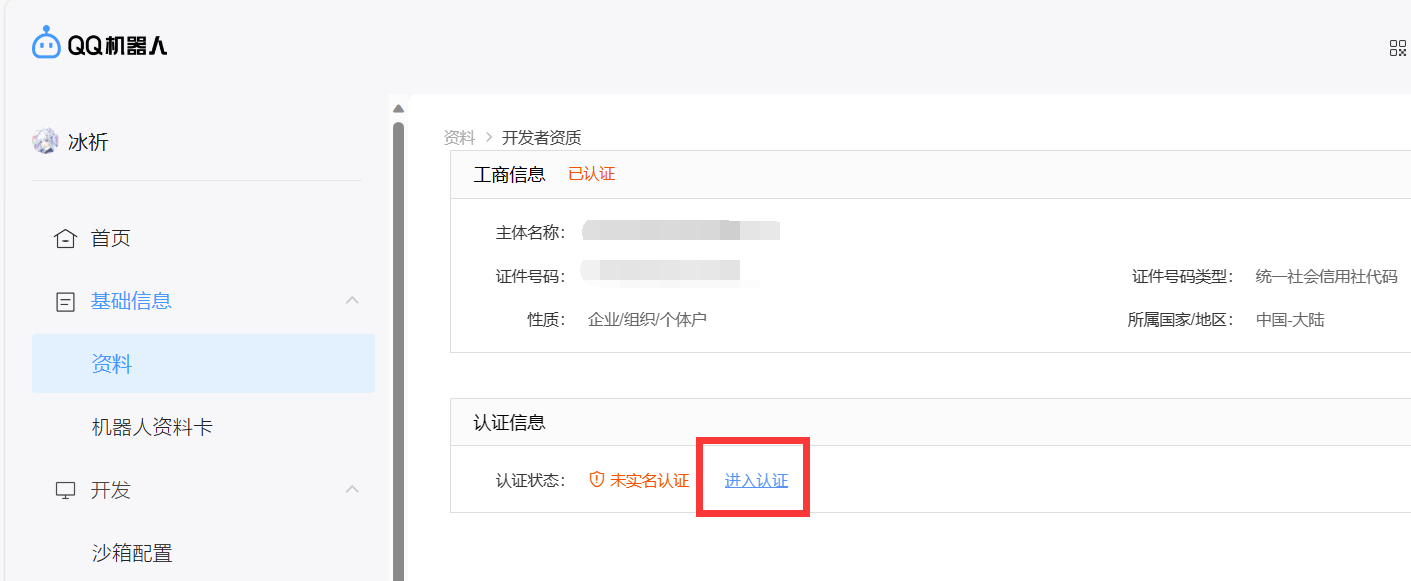 QQ机器人
冰祈
首页
基础信息
资料
机器人资料卡
开发
沙箱配置
资料 > 开发者资质
工商信息 已认证
主体名称：
证件号码： 证件号码类型： 统一社会信用社代码
性质： 企业/组织/个体户 所属国家/地区： 中国-大陆
认证信息
认证状态： 未实名认证 进入认证